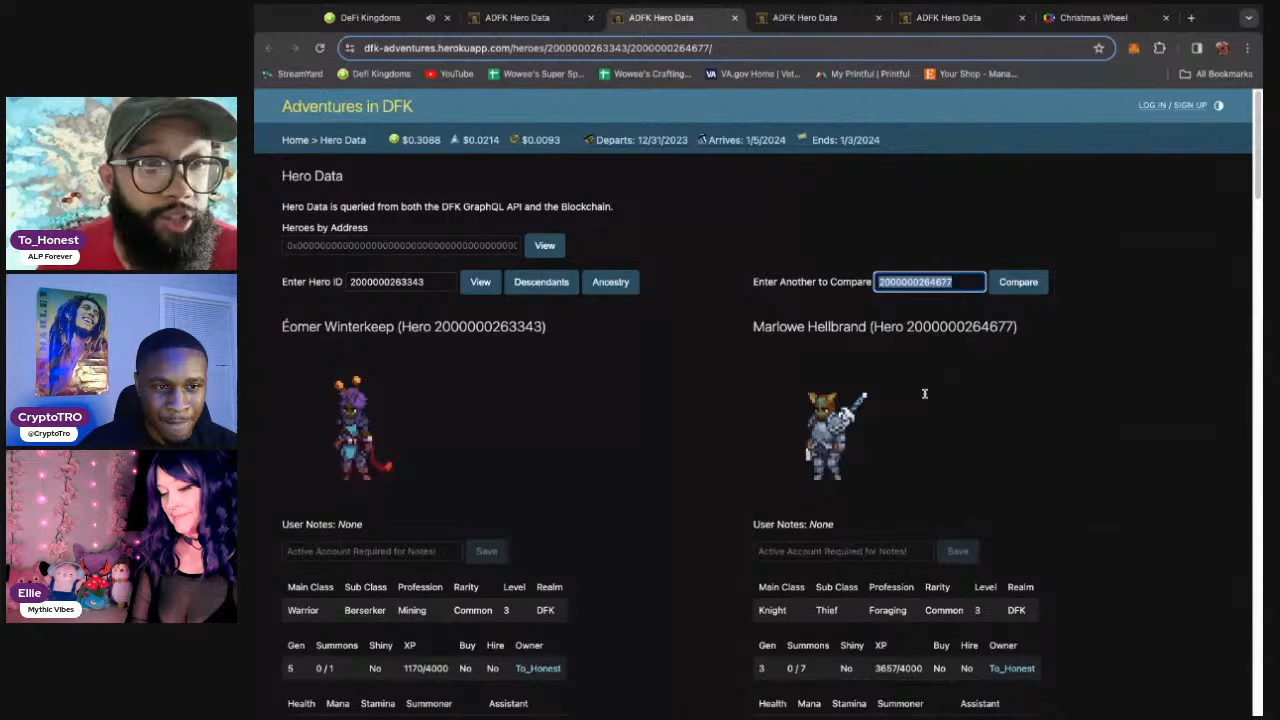 DeFi Kingdoms
ADFK Hero Data
ADFK Hero Data
ADFK Hero Data
ADFK Hero Data
Christmas Wheel
dfk-adventures.herokuapp.com/heroes/2000000263343/2000000264677/
StreamYard
Defi Kingdoms
YouTube
Wowee's Super Sp...
Wowee's Crafting...
VA.gov Home | Vet...
My Printful | Printful
Your Shop - Mana...
All Bookmarks
Adventures in DFK
LOG IN / SIGN UP
Home > Hero Data
$0.3088
$0.0214
$0.0093
Departs: 12/31/2023
Arrives: 1/5/2024
Ends: 1/3/2024
Hero Data
Hero Data is queried from both the DFK GraphQL API and the Blockchain.
Heroes by Address
View
Enter Hero ID 2000000263343 View Descendants Ancestry
Enter Another to Compare 2000000264677 Compare
Éomer Winterkeep (Hero 2000000263343)
Marlowe Hellbrand (Hero 2000000264677)
User Notes: None
Active Account Required for Notes! Save
Main Class Sub Class Profession Rarity Level Realm
Warrior Berserker Mining Common 3 DFK
Gen Summons Shiny XP Buy Hire Owner
5 0 / 1 No 1170/4000 No No To_Honest
Health Mana Stamina Summoner Assistant
User Notes: None
Active Account Required for Notes! Save
Main Class Sub Class Profession Rarity Level Realm
Knight Thief Foraging Common 3 DFK
Gen Summons Shiny XP Buy Hire Owner
3 0 / 7 No 3657/4000 No No To_Honest
Health Mana Stamina Summoner Assistant
To_Honest
ALP Forever
CryptoTRO
@CryptoTro
Ellie
Mythic Vibes